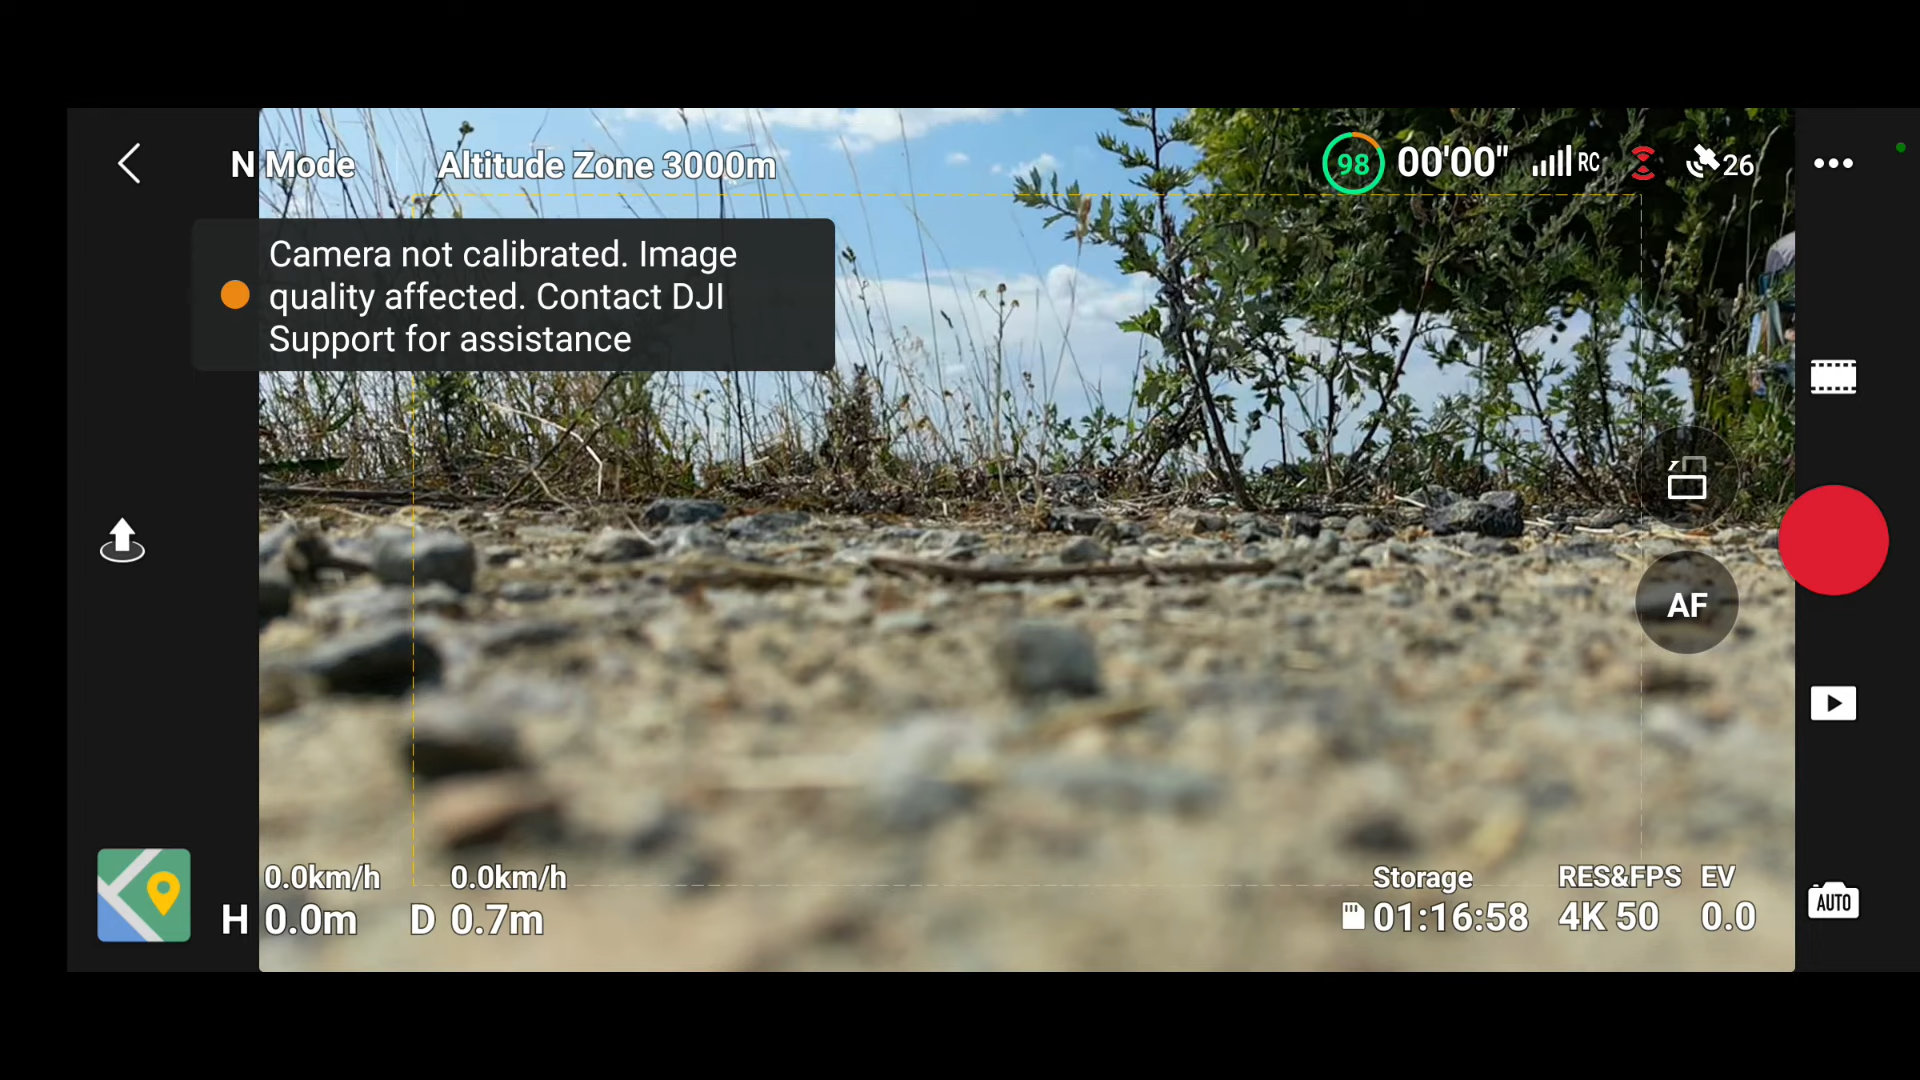 N Mode
Altitude Zone 3000m
98
00'00"
RC
26
Camera not calibrated. Image
quality affected. Contact DJI
Support for assistance
AF
0.0km/h
0.0km/h
H 0.0m
D 0.7m
Storage
RES&FPS
EV
01:16:58
4K 50
0.0
AUTO